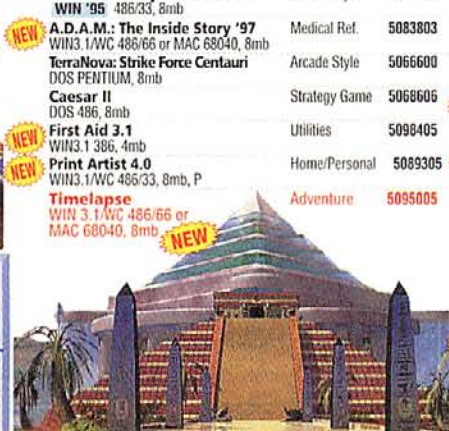 WIN '95 486/33, 8mb
NEW A.D.A.M.: The Inside Story '97 Medical Ref. 5083803
WIN3.1/WC 486/66 or MAC 68040, 8mb
TerraNova: Strike Force Centauri Arcade Style 5066600
DOS PENTIUM, 8mb
Caesar II Strategy Game 5068606
DOS 486, 8mb
NEW First Aid 3.1 Utilities 5098405
WIN3.1 386, 4mb
NEW Print Artist 4.0 Home/Personal 5089305
WIN3.1/WC 486/33, 8mb, P
Timelapse Adventure 5095005
WIN 3.1/WC 486/66 or
MAC 68040, 8mb NEW